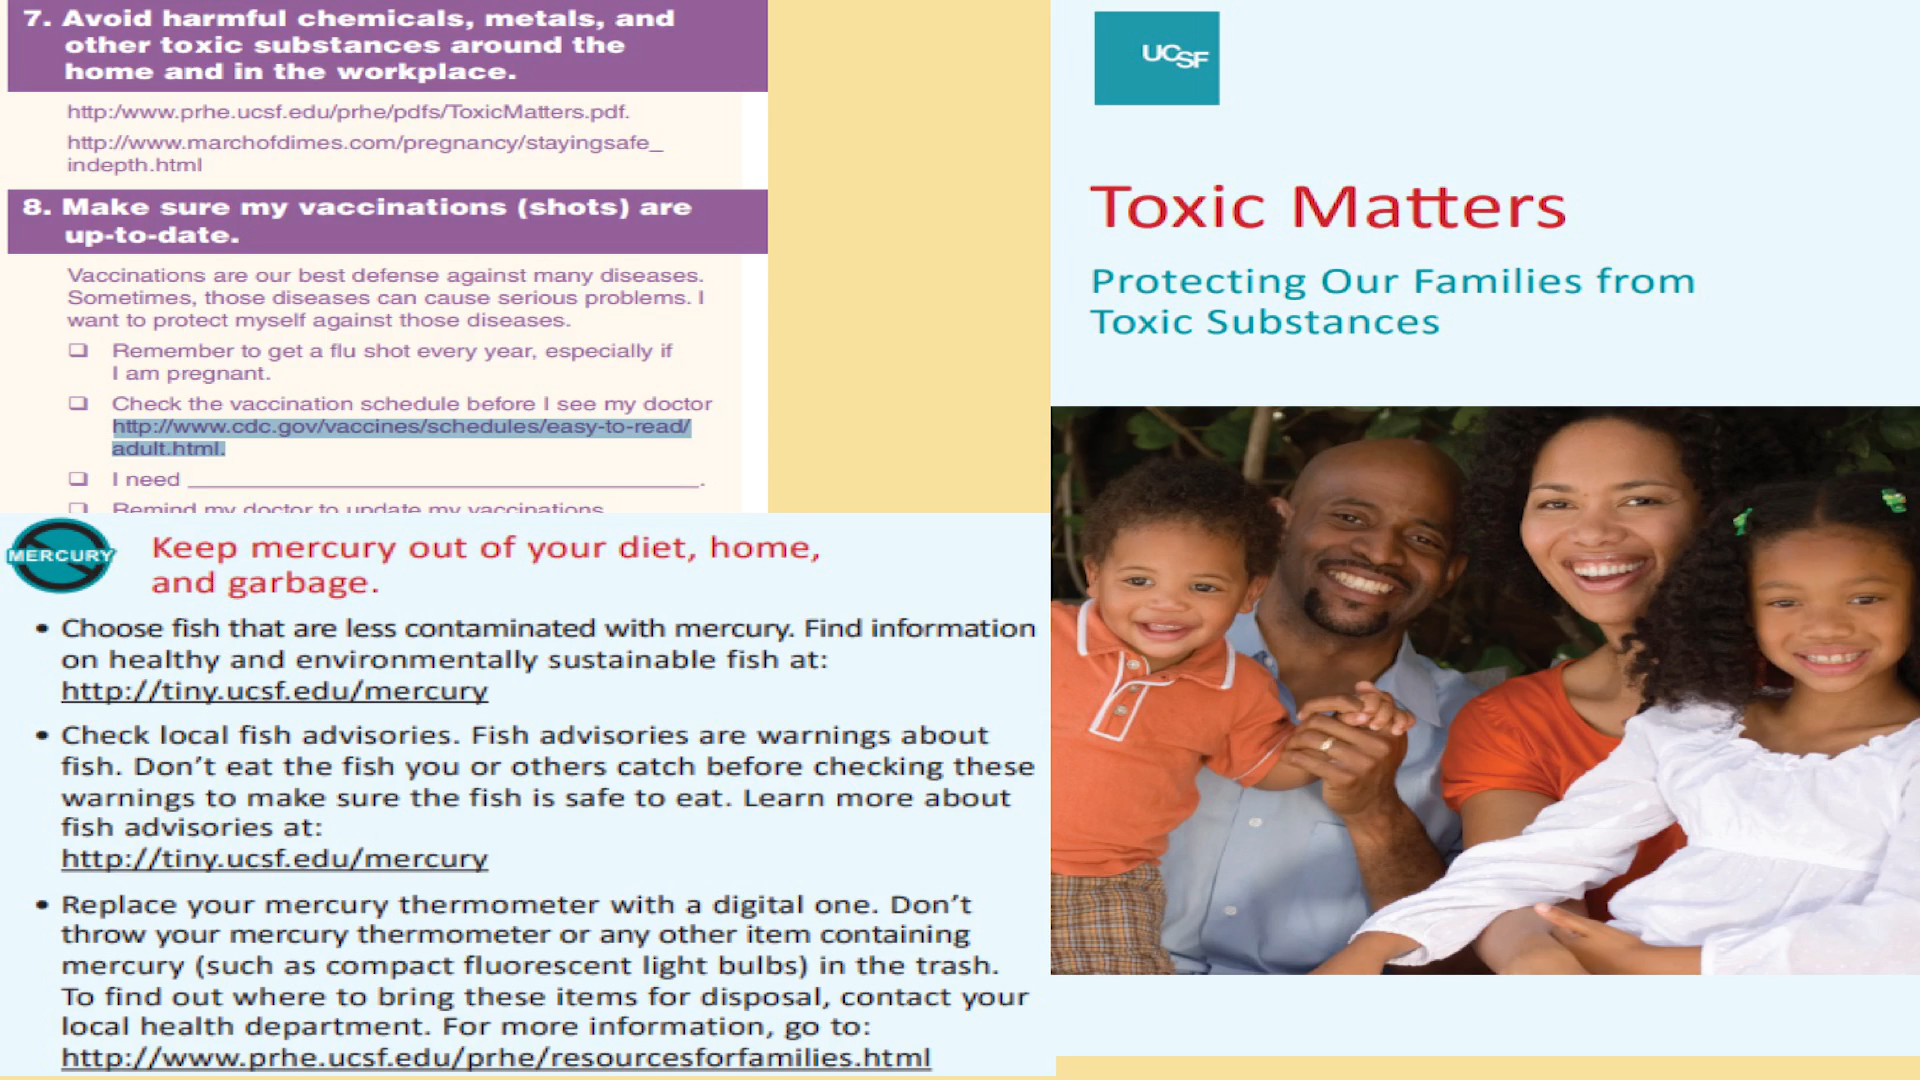 7. Avoid harmful chemicals, metals, and
other toxic substances around the
home and in the workplace.
http:/www.prhe.ucsf.edu/prhe/pdfs/ToxicMatters.pdf.
http://www.marchofdimes.com/pregnancy/stayingsafe_
indepth.html
8. Make sure my vaccinations (shots) are
up-to-date.
Vaccinations are our best defense against many diseases.
Sometimes, those diseases can cause serious problems. I
want to protect myself against those diseases.
❑ Remember to get a flu shot every year, especially if
I am pregnant.
❑ Check the vaccination schedule before I see my doctor
http://www.cdc.gov/vaccines/schedules/easy-to-read/
adult.html.
❑ I need ______________________________________.
❑ Remind my doctor to update my vaccinations
MERCURY
Keep mercury out of your diet, home,
and garbage.
• Choose fish that are less contaminated with mercury. Find information
on healthy and environmentally sustainable fish at:
http://tiny.ucsf.edu/mercury
• Check local fish advisories. Fish advisories are warnings about
fish. Don't eat the fish you or others catch before checking these
warnings to make sure the fish is safe to eat. Learn more about
fish advisories at:
http://tiny.ucsf.edu/mercury
• Replace your mercury thermometer with a digital one. Don't
throw your mercury thermometer or any other item containing
mercury (such as compact fluorescent light bulbs) in the trash.
To find out where to bring these items for disposal, contact your
local health department. For more information, go to:
http://www.prhe.ucsf.edu/prhe/resourcesforfamilies.html
UCSF
Toxic Matters
Protecting Our Families from
Toxic Substances